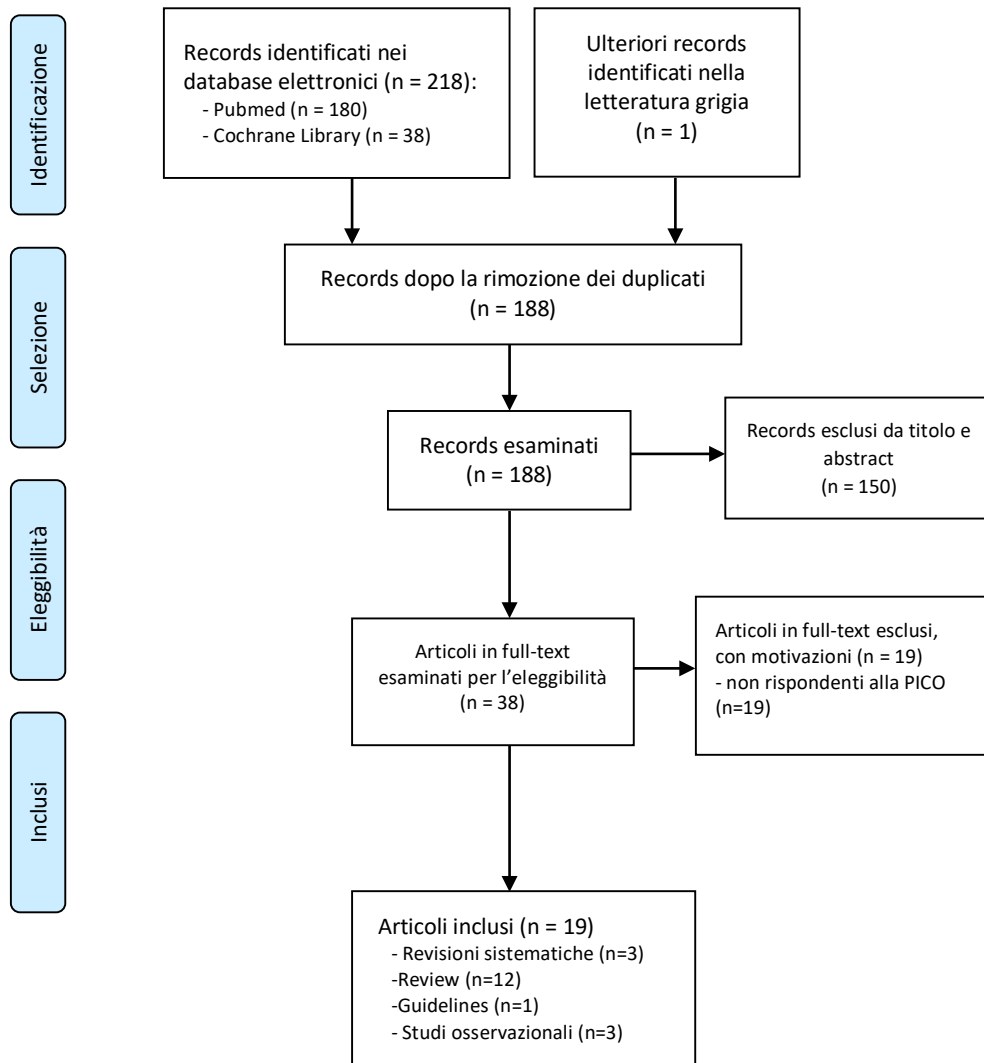 Identificazione
Records identificati nei
database elettronici (n = 218):
- Pubmed (n = 180)
- Cochrane Library (n = 38)
Ulteriori records
identificati nella
letteratura grigia
(n = 1)
Selezione
Records dopo la rimozione dei duplicati
(n = 188)
Records esaminati
(n = 188)
Records esclusi da titolo e
abstract
(n = 150)
Eleggibilità
Articoli in full-text
esaminati per l'eleggibilità
(n = 38)
Articoli in full-text esclusi,
con motivazioni (n = 19)
- non rispondenti alla PICO
(n=19)
Inclusi
Articoli inclusi (n = 19)
- Revisioni sistematiche (n=3)
-Review (n=12)
-Guidelines (n=1)
- Studi osservazionali (n=3)